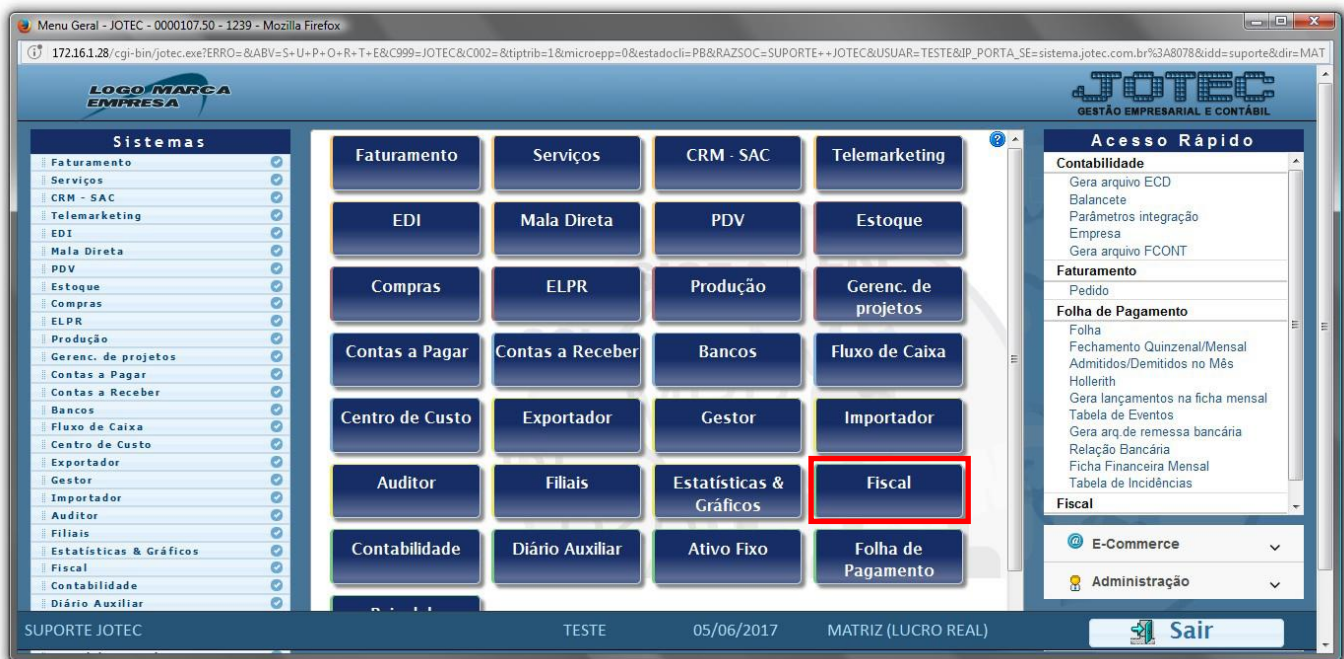 Menu Geral - JOTEC - 0000107.50 - 1239 - Mozilla Firefox
172.16.1.28/cgi-bin/jotec.exe?ERRO=&ABV=S+U+P+O+R+T+E&C999=JOTEC&C002=&tiptrib=1&microepp=0&estadocli=PB&RAZSOC=SUPORTE++JOTEC&USUAR=TESTE&IP_PORTA_SE=sistema.jotec.com.br%3A8078&idd=suporte&dir=MAT
LOGO MARCA
EMPRESA
JOTEC
GESTÃO EMPRESARIAL E CONTÁBIL
Sistemas
Faturamento
Serviços
CRM - SAC
Telemarketing
EDI
Mala Direta
PDV
Estoque
Compras
ELPR
Produção
Gerenc. de projetos
Contas a Pagar
Contas a Receber
Bancos
Fluxo de Caixa
Centro de Custo
Exportador
Gestor
Importador
Auditor
Filiais
Estatísticas & Gráficos
Fiscal
Contabilidade
Diário Auxiliar
Faturamento
Serviços
CRM - SAC
Telemarketing
EDI
Mala Direta
PDV
Estoque
Compras
ELPR
Produção
Gerenc. de
projetos
Contas a Pagar
Contas a Receber
Bancos
Fluxo de Caixa
Centro de Custo
Exportador
Gestor
Importador
Auditor
Filiais
Estatísticas &
Gráficos
Fiscal
Contabilidade
Diário Auxiliar
Ativo Fixo
Folha de
Pagamento
Acesso Rápido
Contabilidade
Gera arquivo ECD
Balancete
Parâmetros integração
Empresa
Gera arquivo FCONT
Faturamento
Pedido
Folha de Pagamento
Folha
Fechamento Quinzenal/Mensal
Admitidos/Demitidos no Mês
Hollerith
Gera lançamentos na ficha mensal
Tabela de Eventos
Gera arq.de remessa bancária
Relação Bancária
Ficha Financeira Mensal
Tabela de Incidências
Fiscal
E-Commerce
Administração
SUPORTE JOTEC
TESTE
05/06/2017
MATRIZ (LUCRO REAL)
Sair